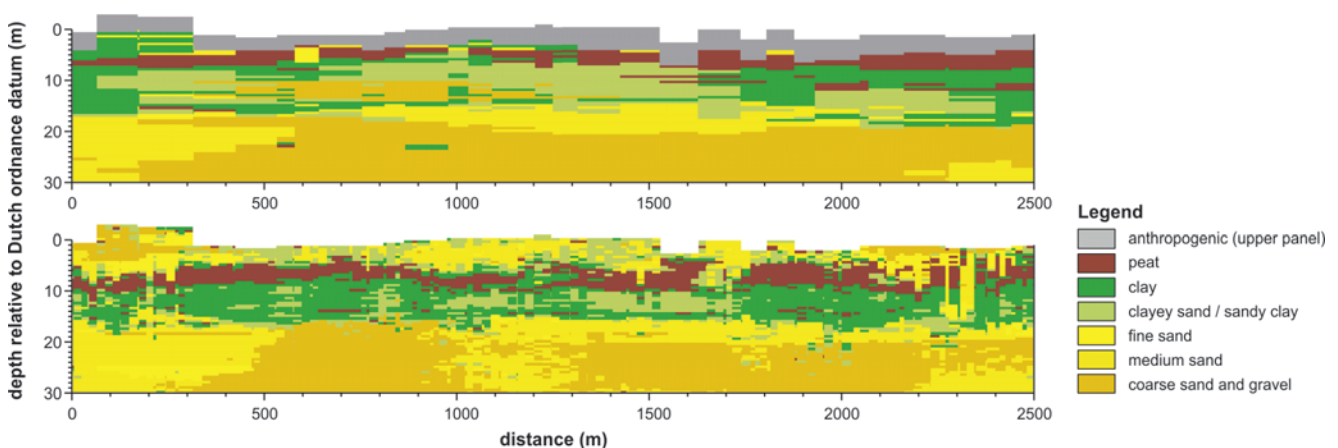 depth relative to Dutch ordnance datum (m)
0
10
20
30
0 500 1000 1500 2000 2500
0
10
20
30
0 500 1000 1500 2000 2500
distance (m)
Legend
anthropogenic (upper panel)
peat
clay
clayey sand / sandy clay
fine sand
medium sand
coarse sand and gravel